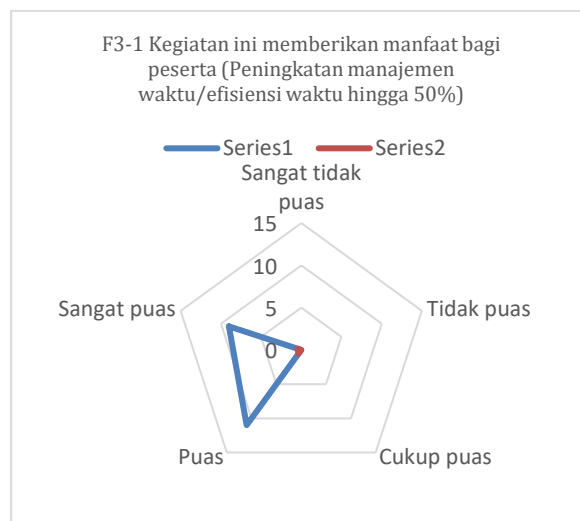 F3-1 Kegiatan ini memberikan manfaat bagi
peserta (Peningkatan manajemen
waktu/efisiensi waktu hingga 50%)
Series1 Series2
Sangat tidak
puas
15
10
5
0
Tidak puas
Cukup puas
Puas
Sangat puas